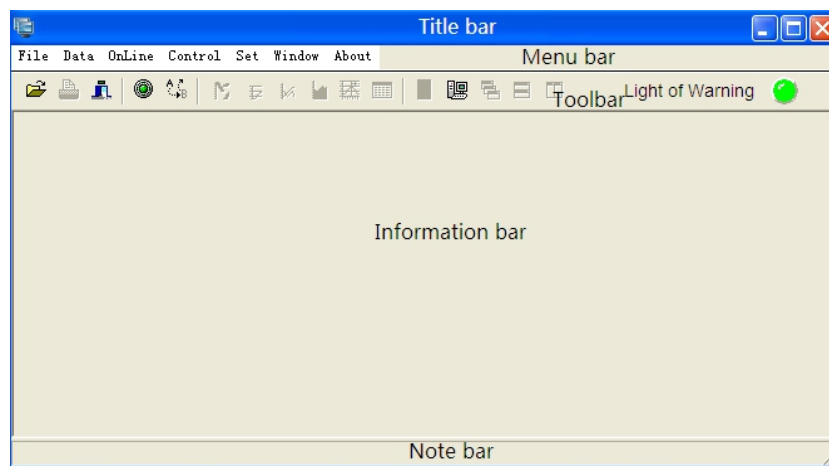 Title bar
File Data OnLine Control Set Window About Menu bar
Toolbar Light of Warning
Information bar
Note bar